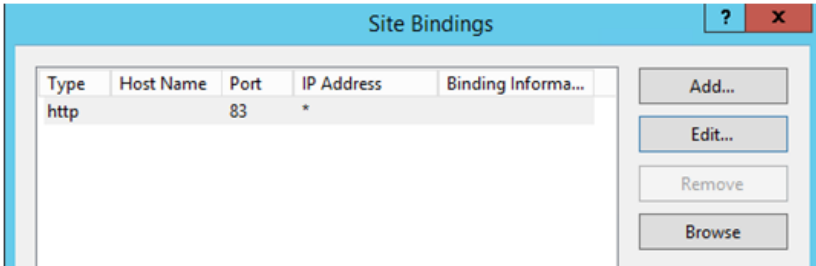 Site Bindings
? x
Type Host Name Port IP Address Binding Informa...
http 83 *
Add...
Edit...
Remove
Browse